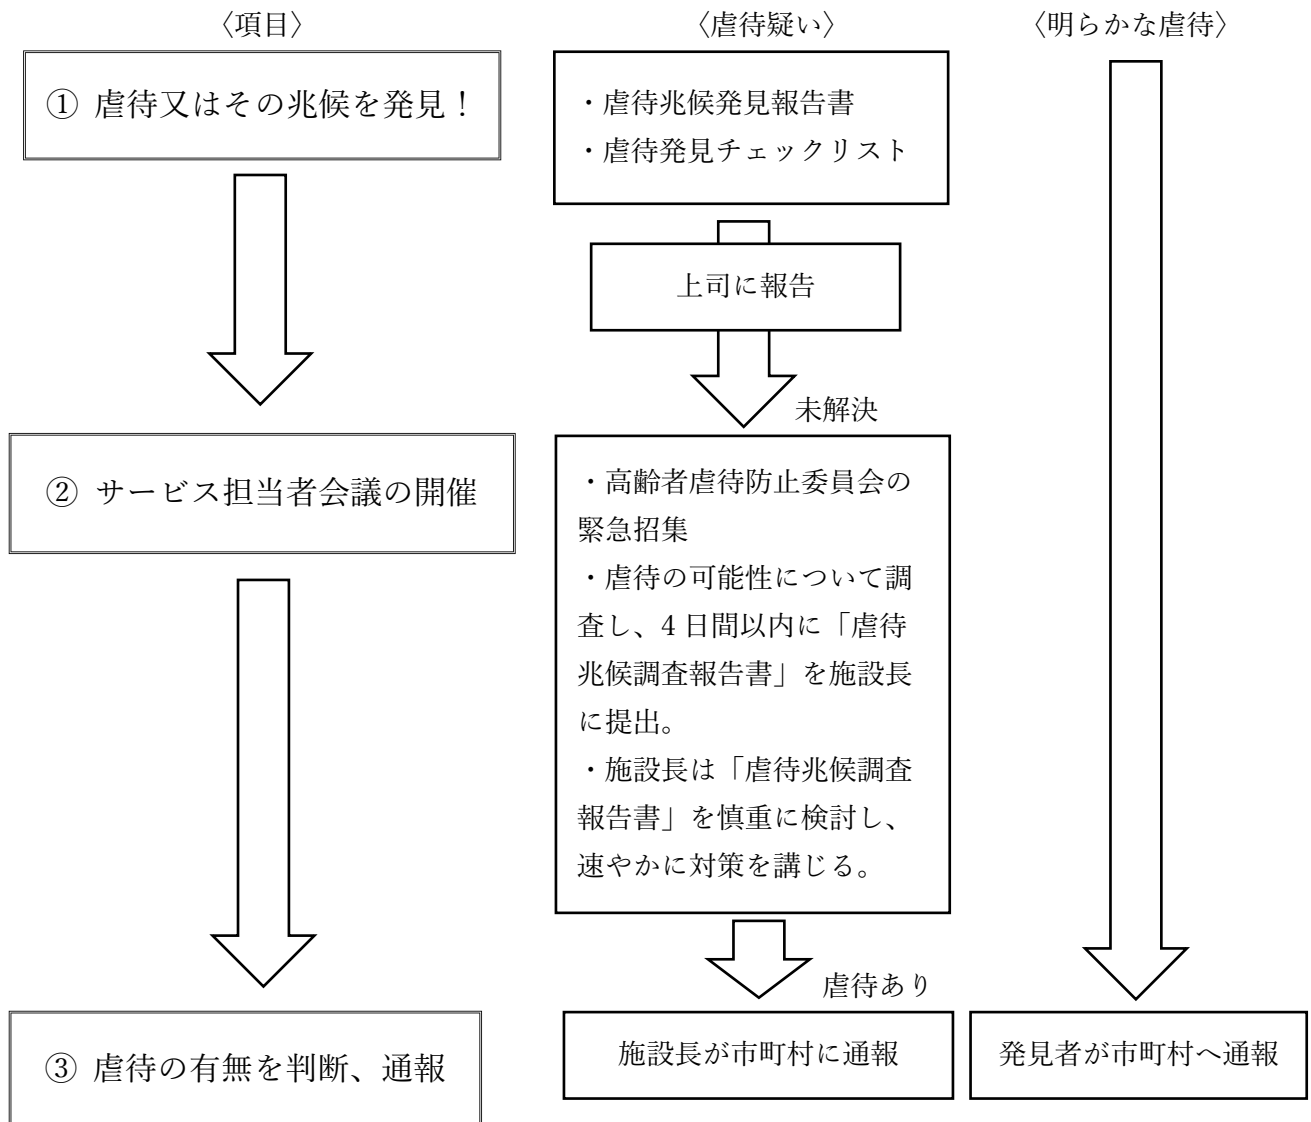 〈項目〉
〈虐待疑い〉
〈明らかな虐待〉
① 虐待又はその兆候を発見！
・虐待兆候発見報告書
・虐待発見チェックリスト
上司に報告
未解決
② サービス担当者会議の開催
・高齢者虐待防止委員会の
緊急招集
・虐待の可能性について調
査し、4 日間以内に「虐待
兆候調査報告書」を施設長
に提出。
・施設長は「虐待兆候調査
報告書」を慎重に検討し、
速やかに対策を講じる。
虐待あり
③ 虐待の有無を判断、通報
施設長が市町村に通報
発見者が市町村へ通報